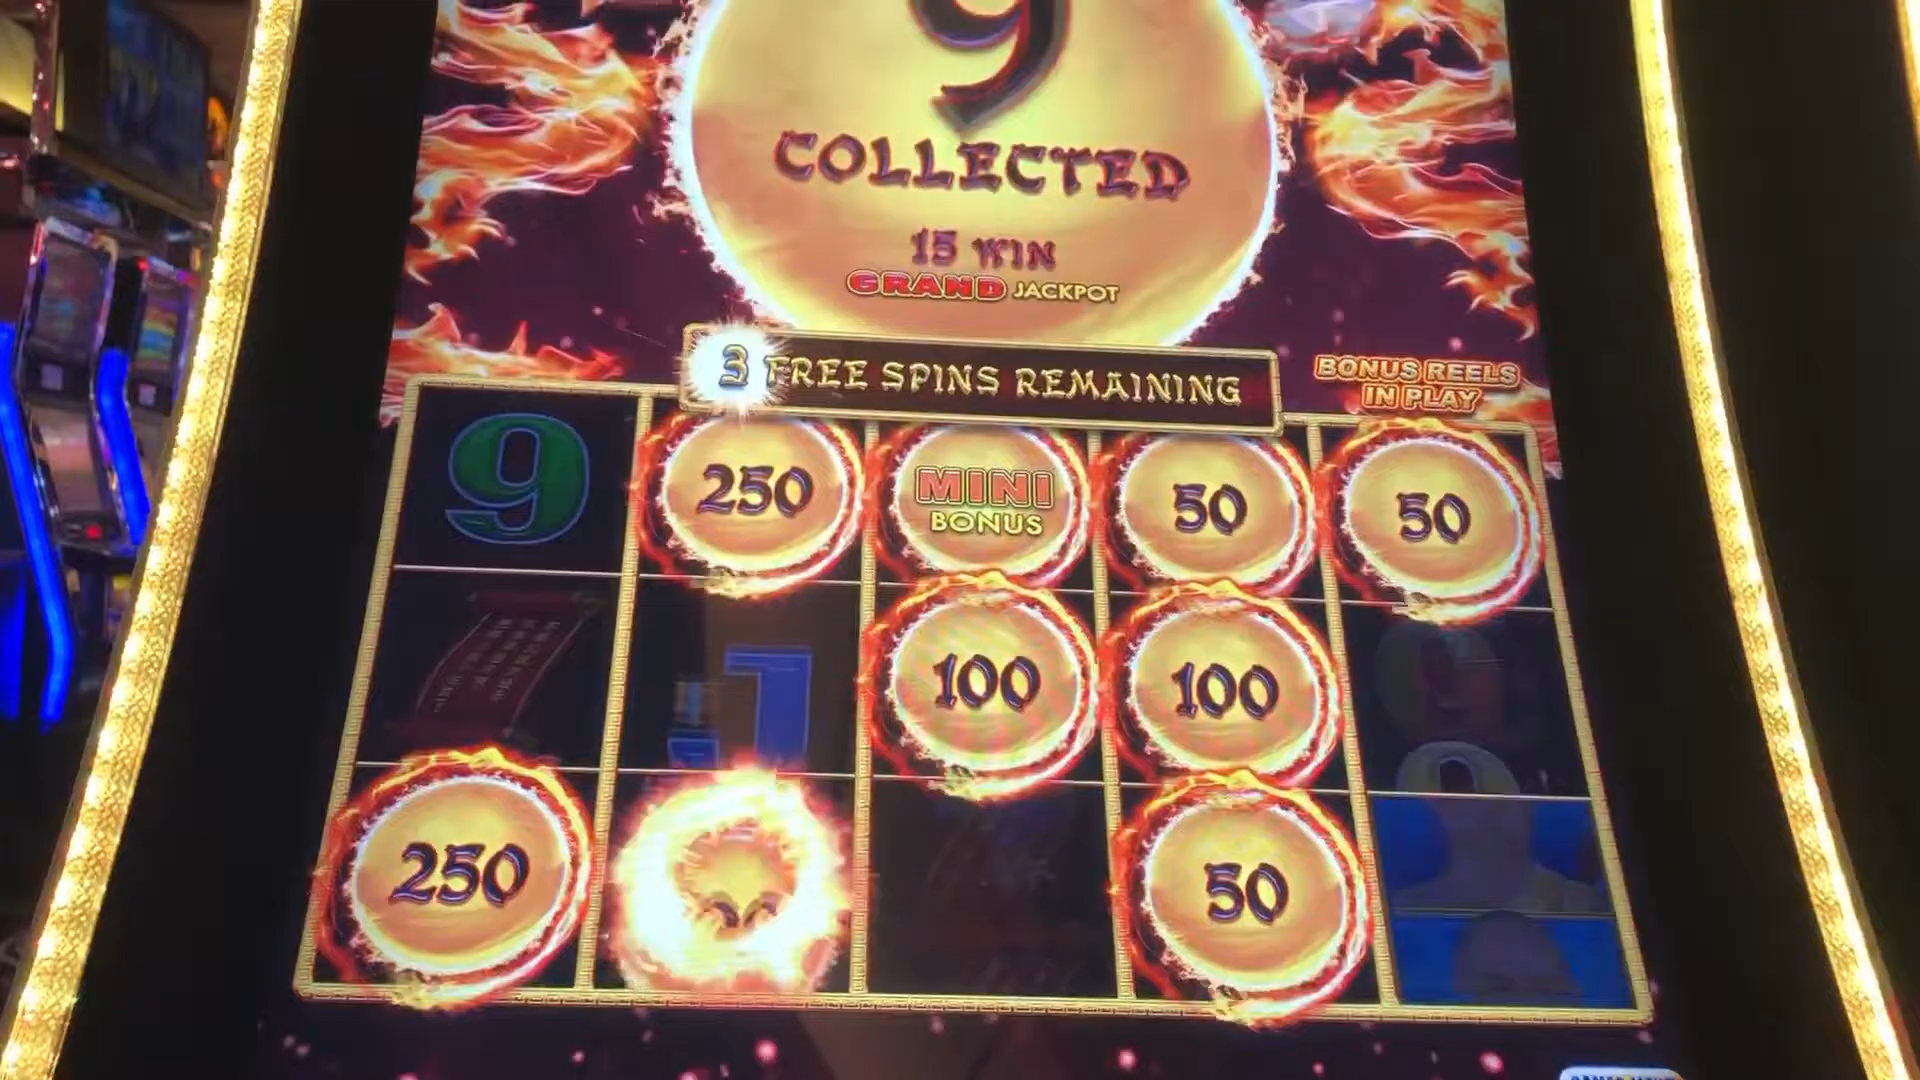 9
COLLECTED
15 WIN
GRAND JACKPOT
3 FREE SPINS REMAINING
BONUS REELS
IN PLAY
9
250
MINI
BONUS
50
50
100
100
250
50